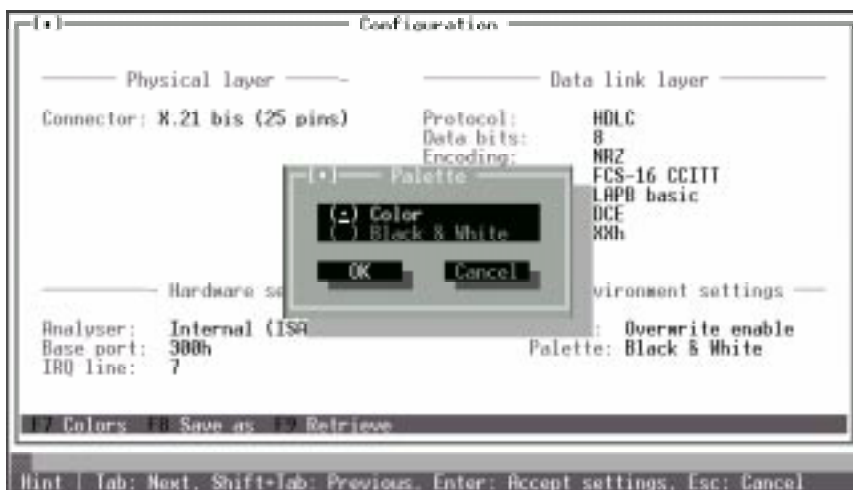 Configuration
Physical layer
Data link layer
Connector: X.21 bis (25 pins)
Protocol: HDLC
Data bits: 8
Encoding: NRZ
FCS-16 CCITT
LAPB basic
DCE
XXh
Palette
(•) Color
( ) Black & White
OK Cancel
Hardware se
vironment settings
Analyser: Internal (ISA
: Overwrite enable
Base port: 300h
Palette: Black & White
IRQ line: 7
F7 Colors F8 Save as F9 Retrieve
Hint | Tab: Next. Shift+Tab: Previous. Enter: Accept settings. Esc: Cancel